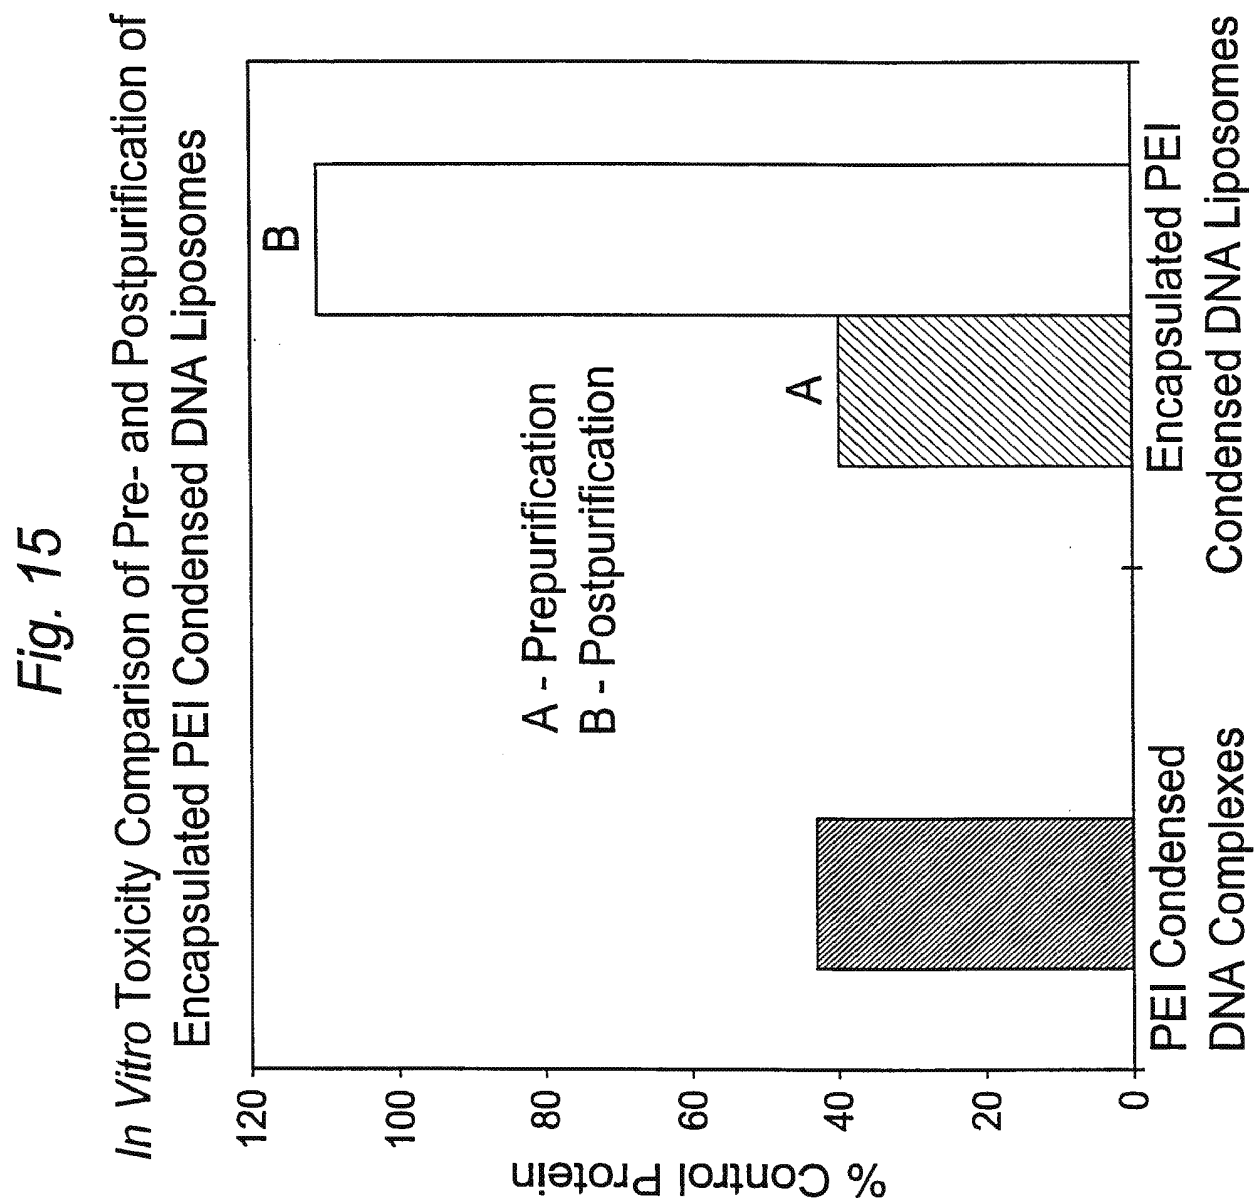 Fig. 15
In Vitro Toxicity Comparison of Pre- and Postpurification of
Encapsulated PEI Condensed DNA Liposomes
120
100
80
60
40
20
0
% Control Protein
B
A
A - Prepurification
B - Postpurification
PEI Condensed
DNA Complexes
Encapsulated PEI
Condensed DNA Liposomes